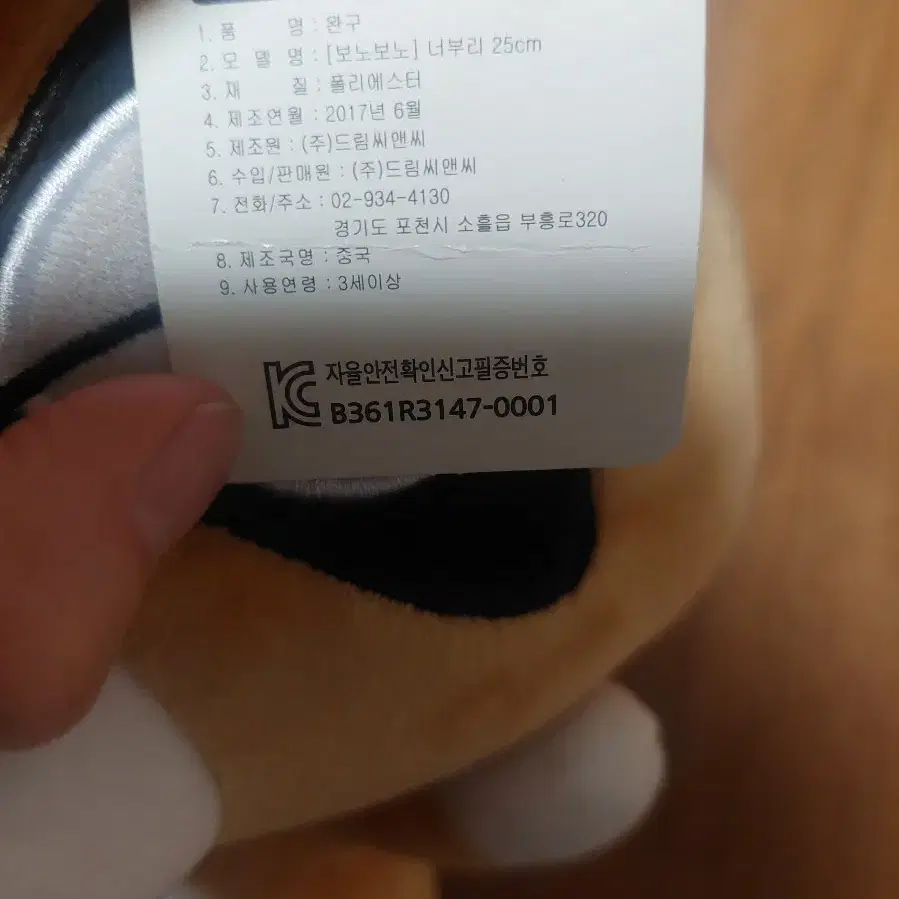 1. 품 명 : 완구
2. 모 델 명 : [보노보노] 너부리 25cm
3. 재 질 : 폴리에스터
4. 제조연월 : 2017년 6월
5. 제조원 : (주)드림씨앤씨
6. 수입/판매원 : (주)드림씨앤씨
7. 전화/주소 : 02-934-4130
경기도 포천시 소흘읍 부흥로320
8. 제조국명 : 중국
9. 사용연령 : 3세이상
KC 자율안전확인신고필증번호
B361R3147-0001